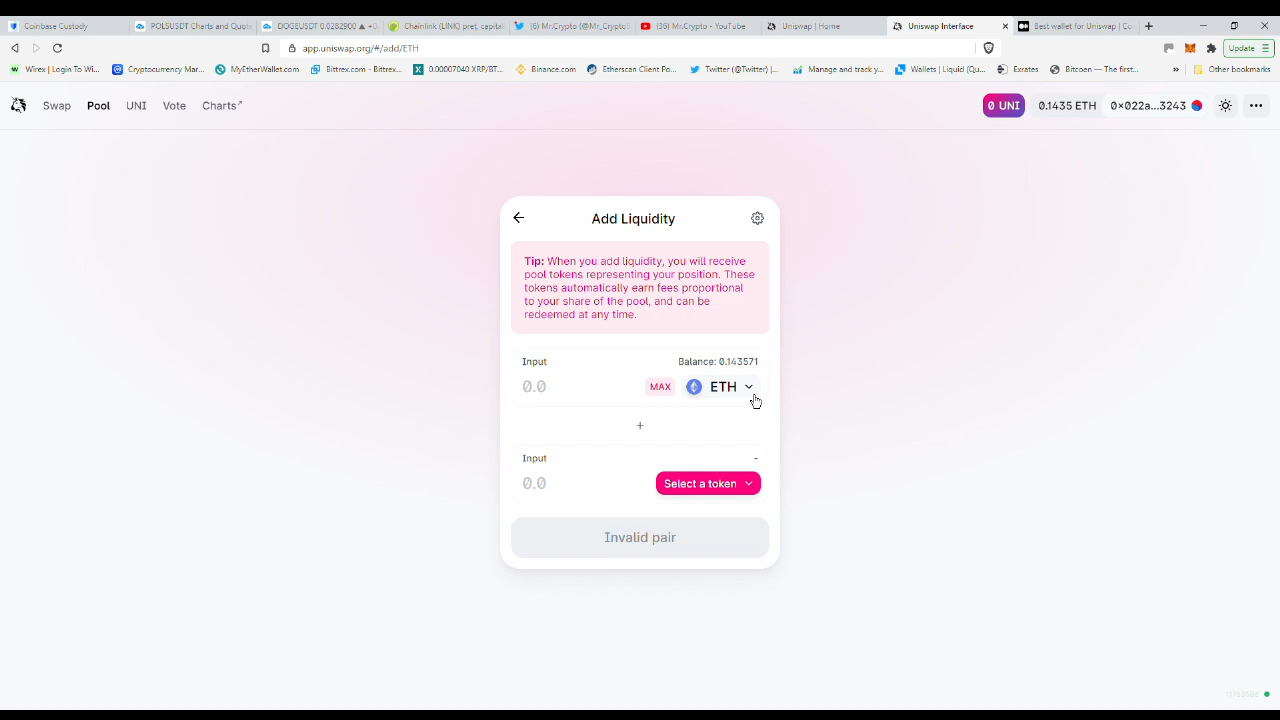 Coinbase Custody
POLSUSDT Charts and Quote
DOGEUSDT 0.0282900 ▲ +0
Chainlink (LINK) pret, capital
(6) Mr.Crypto (@Mr_Crypto
(36) Mr.Crypto - YouTube
Uniswap | Home
Uniswap Interface
Best wallet for Uniswap | Co
app.uniswap.org/#/add/ETH
Update
Wirex | Login To Wi...
Cryptocurrency Mar...
MyEtherWallet.com
Bittrex.com - Bittrex...
0.00007040 XRP/BT...
Binance.com
Etherscan Client Po...
Twitter (@Twitter) |...
Manage and track y...
Wallets | Liquid (Qu...
Exrates
Bitcoen — The first...
»
Other bookmarks
Swap
Pool
UNI
Vote
Charts↗
0 UNI
0.1435 ETH
0×022a...3243
Add Liquidity
Tip: When you add liquidity, you will receive
pool tokens representing your position. These
tokens automatically earn fees proportional
to your share of the pool, and can be
redeemed at any time.
Input
Balance: 0.143571
0.0
MAX
ETH
+
Input
-
0.0
Select a token
Invalid pair